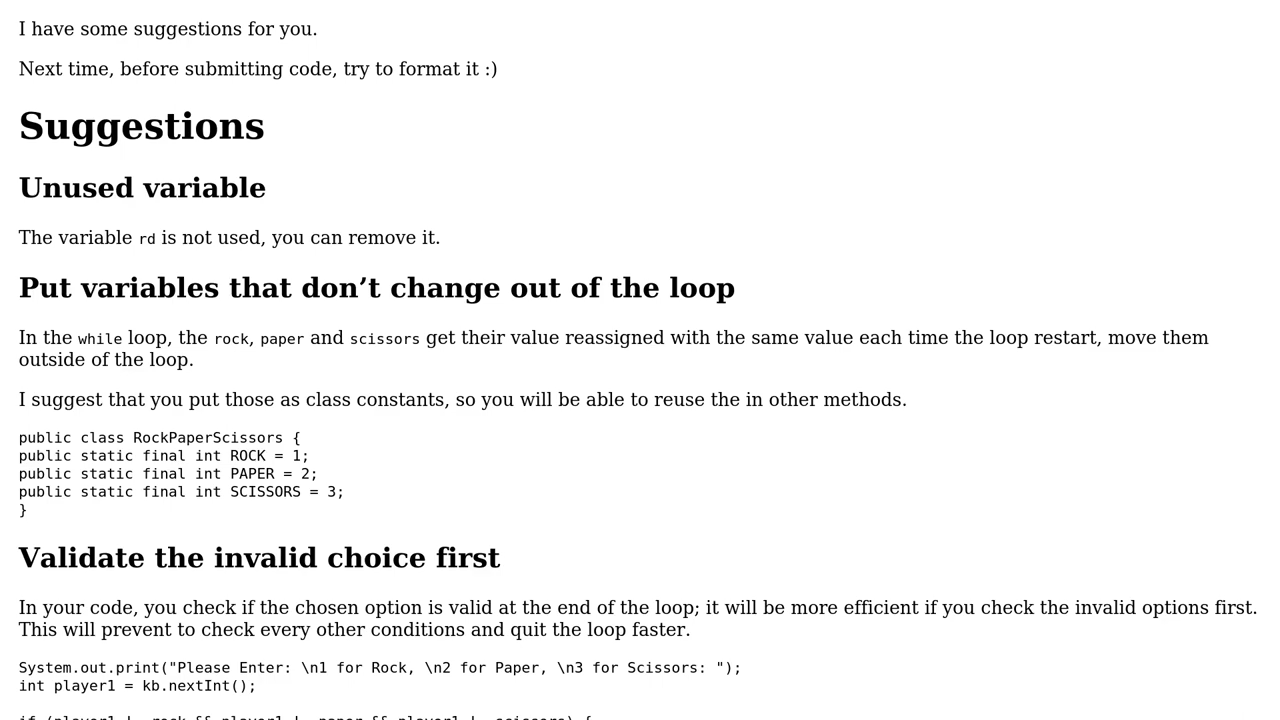 I have some suggestions for you.
Next time, before submitting code, try to format it :)
Suggestions
Unused variable
The variable rd is not used, you can remove it.
Put variables that don’t change out of the loop
In the while loop, the rock, paper and scissors get their value reassigned with the same value each time the loop restart, move them
outside of the loop.
I suggest that you put those as class constants, so you will be able to reuse the in other methods.
public class RockPaperScissors {
public static final int ROCK = 1;
public static final int PAPER = 2;
public static final int SCISSORS = 3;
}
Validate the invalid choice first
In your code, you check if the chosen option is valid at the end of the loop; it will be more efficient if you check the invalid options first.
This will prevent to check every other conditions and quit the loop faster.
System.out.print("Please Enter: \n1 for Rock, \n2 for Paper, \n3 for Scissors: ");
int player1 = kb.nextInt();
if (player1 != rock && player1 != paper && player1 != scissors) {